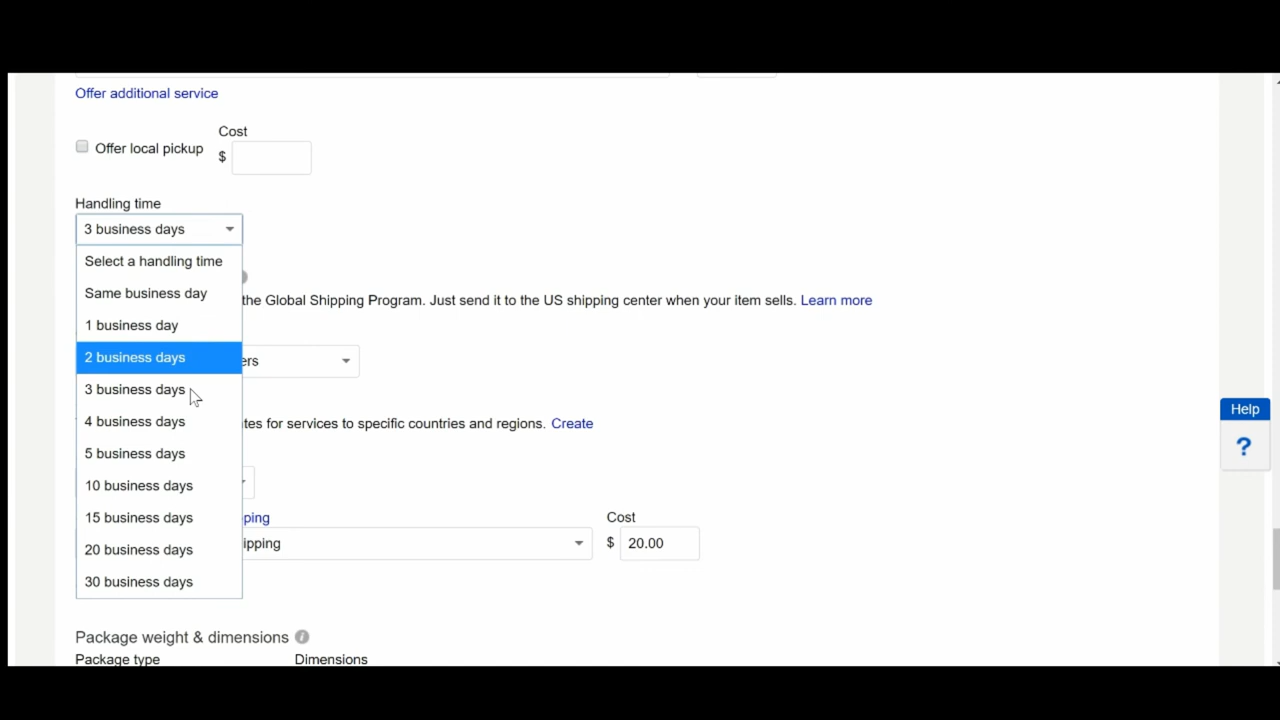 Offer additional service
Cost
Offer local pickup
$
Handling time
3 business days
Select a handling time
Same business day
the Global Shipping Program. Just send it to the US shipping center when your item sells. Learn more
1 business day
2 business days
ers
3 business days
4 business days
tes for services to specific countries and regions. Create
Help
?
5 business days
10 business days
15 business days
ping
Cost
ipping
$ 20.00
20 business days
30 business days
Package weight & dimensions i
Package type
Dimensions